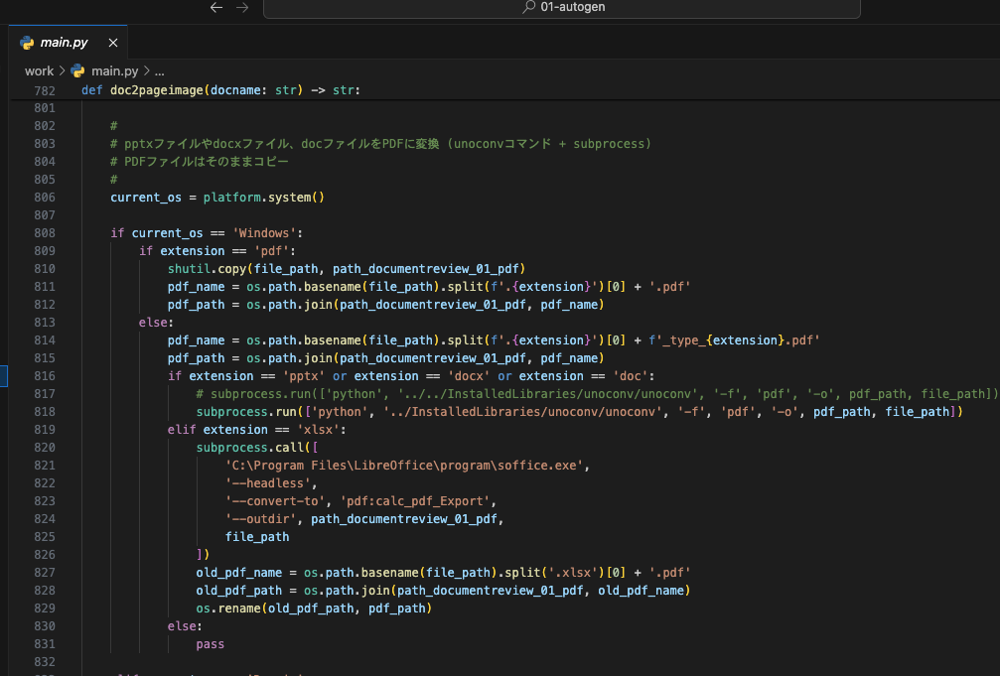 01-autogen
main.py
work > main.py > ...
782 def doc2pageimage(docname: str) -> str:
801
802 #
803 # pptxファイルやdocxファイル、docファイルをPDFに変換 (unoconvコマンド + subprocess)
804 # PDFファイルはそのままコピー
805 #
806 current_os = platform.system()
807
808 if current_os == 'Windows':
809 if extension == 'pdf':
810 shutil.copy(file_path, path_documentreview_01_pdf)
811 pdf_name = os.path.basename(file_path).split(f'.{extension}')[0] + '.pdf'
812 pdf_path = os.path.join(path_documentreview_01_pdf, pdf_name)
813 else:
814 pdf_name = os.path.basename(file_path).split(f'.{extension}')[0] + f'_type_{extension}.pdf'
815 pdf_path = os.path.join(path_documentreview_01_pdf, pdf_name)
816 if extension == 'pptx' or extension == 'docx' or extension == 'doc':
817 # subprocess.run(['python', '../../InstalledLibraries/unoconv/unoconv', '-f', 'pdf', '-o', pdf_path, file_path])
818 subprocess.run(['python', '../InstalledLibraries/unoconv/unoconv', '-f', 'pdf', '-o', pdf_path, file_path])
819 elif extension == 'xlsx':
820 subprocess.call([
821 'C:\Program Files\LibreOffice\program\soffice.exe',
822 '--headless',
823 '--convert-to', 'pdf:calc_pdf_Export',
824 '--outdir', path_documentreview_01_pdf,
825 file_path
826 ])
827 old_pdf_name = os.path.basename(file_path).split('.xlsx')[0] + '.pdf'
828 old_pdf_path = os.path.join(path_documentreview_01_pdf, old_pdf_name)
829 os.rename(old_pdf_path, pdf_path)
830 else:
831 pass
832